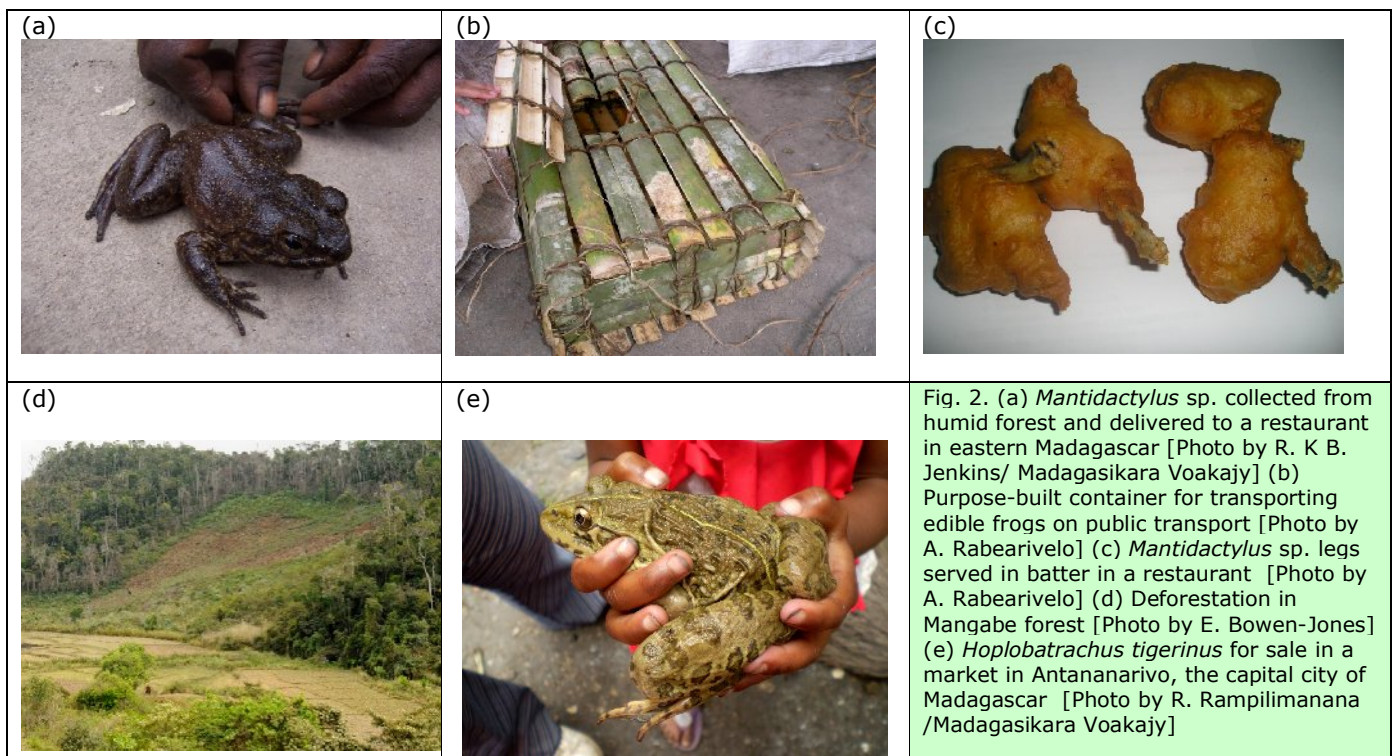 (a)
(b)
(c)
(d)
(e)
Fig. 2. (a) Mantidactylus sp. collected from
humid forest and delivered to a restaurant
in eastern Madagascar [Photo by R. K B.
Jenkins/ Madagasikara Voakajy] (b)
Purpose-built container for transporting
edible frogs on public transport [Photo by
A. Rabearivelo] (c) Mantidactylus sp. legs
served in batter in a restaurant [Photo by
A. Rabearivelo] (d) Deforestation in
Mangabe forest [Photo by E. Bowen-Jones]
(e) Hoplobatrachus tigerinus for sale in a
market in Antananarivo, the capital city of
Madagascar [Photo by R. Rampilimanana
/Madagasikara Voakajy]